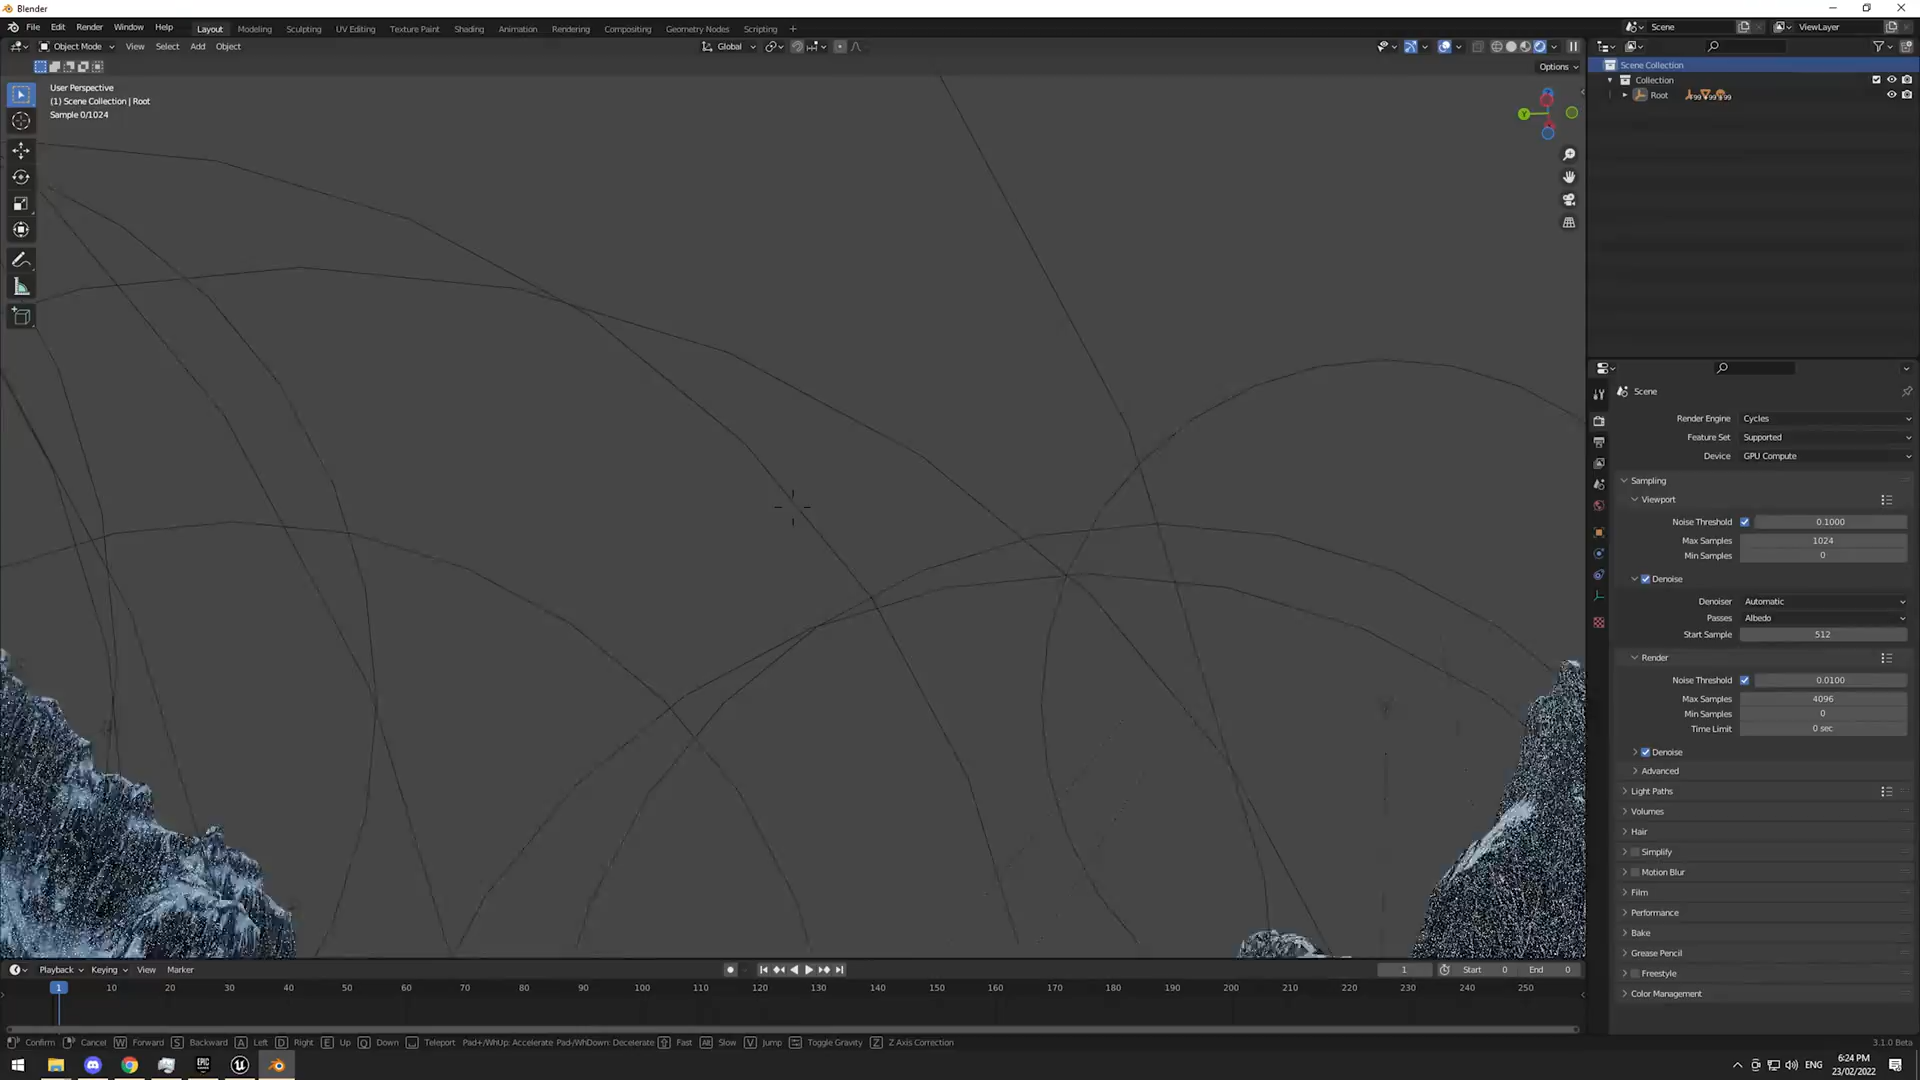 Blender
File Edit Render Window Help Layout Modeling Sculpting UV Editing Texture Paint Shading Animation Rendering Compositing Geometry Nodes Scripting + Scene ViewLayer
Object Mode View Select Add Object Global
Options
User Perspective
(1) Scene Collection | Root
Sample 0/1024
Y
Scene Collection
Collection
Root
Scene
Render Engine Cycles
Feature Set Supported
Device GPU Compute
Sampling
Viewport
Noise Threshold 0.1000
Max Samples 1024
Min Samples 0
Denoise
Denoiser Automatic
Passes Albedo
Start Sample 512
Render
Noise Threshold 0.0100
Max Samples 4096
Min Samples 0
Time Limit 0 sec
Denoise
Advanced
Light Paths
Volumes
Hair
Simplify
Motion Blur
Film
Performance
Bake
Grease Pencil
Freestyle
Color Management
Playback Keying View Marker 1 Start 0 End 0
1 10 20 30 40 50 60 70 80 90 100 110 120 130 140 150 160 170 180 190 200 210 220 230 240 250
Confirm Cancel W Forward S Backward A Left D Right E Up Q Down Teleport Pad+/WhUp: Accelerate Pad-/WhDown: Decelerate Fast Alt Slow V Jump Toggle Gravity Z Z Axis Correction 3.1.0 Beta
EPIC ENG 6:24 PM
23/02/2022